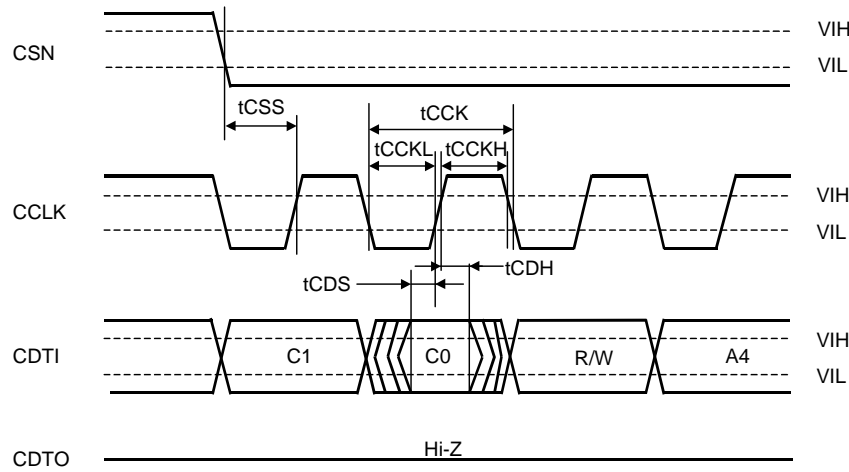 VIH
CSN
VIL
tCSS
tCCK
tCCKL
tCCKH
VIH
CCLK
VIL
tCDH
tCDS
VIH
CDTI
C1
C0
R/W
A4
VIL
Hi-Z
CDTO